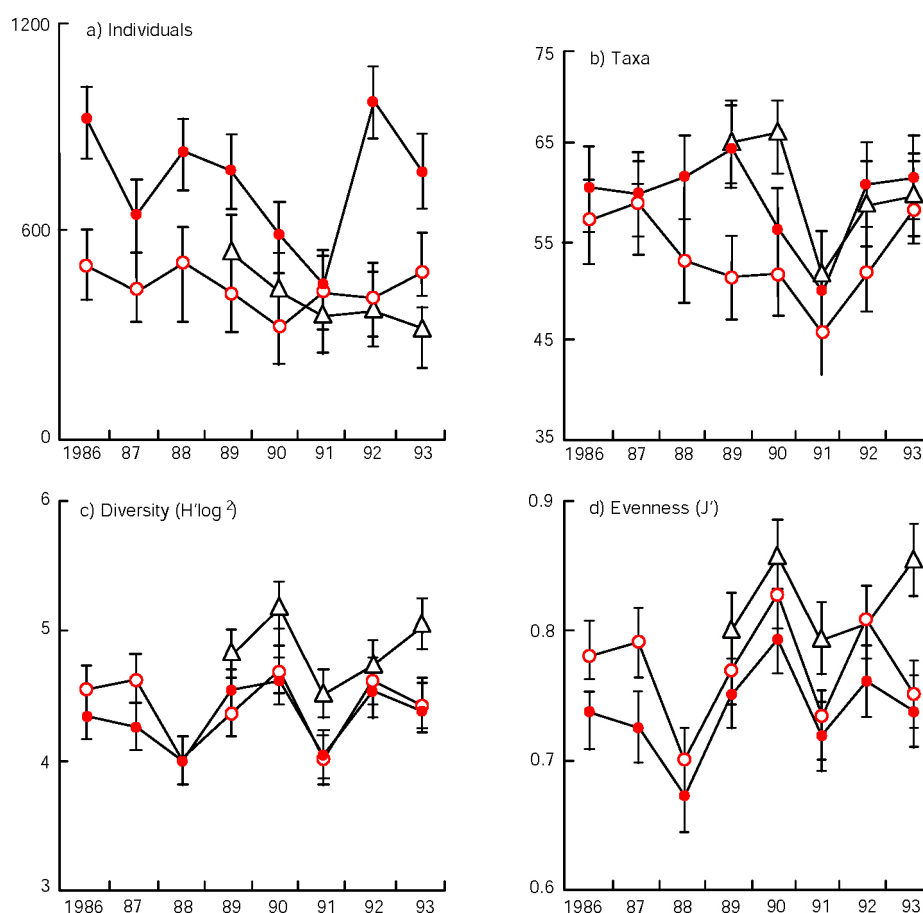 a) Individuals
1200
600
0
1986 87 88 89 90 91 92 93
b) Taxa
75
65
55
45
35
1986 87 88 89 90 91 92 93
c) Diversity (H'log ²)
6
5
4
3
1986 87 88 89 90 91 92 93
d) Evenness (J')
0.9
0.8
0.7
0.6
1986 87 88 89 90 91 92 93